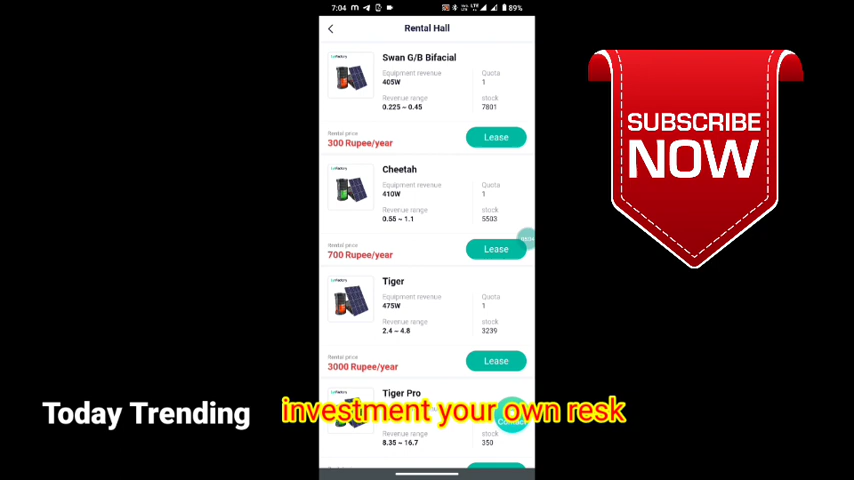 7:04
89%
Rental Hall
Swan G/B Bifacial
Equipment revenue
405W
Quota
1
Revenue range
0.225 ~ 0.45
stock
7801
Rental price
300 Rupee/year
Lease
Cheetah
Equipment revenue
410W
Quota
1
Revenue range
0.55 ~ 1.1
stock
5503
Rental price
700 Rupee/year
Lease
Tiger
Equipment revenue
475W
Quota
1
Revenue range
2.4 ~ 4.8
stock
3239
Rental price
3000 Rupee/year
Lease
Tiger Pro
8.35 ~ 16.7
350
SUBSCRIBE
NOW
Today Trending
investment your own resk